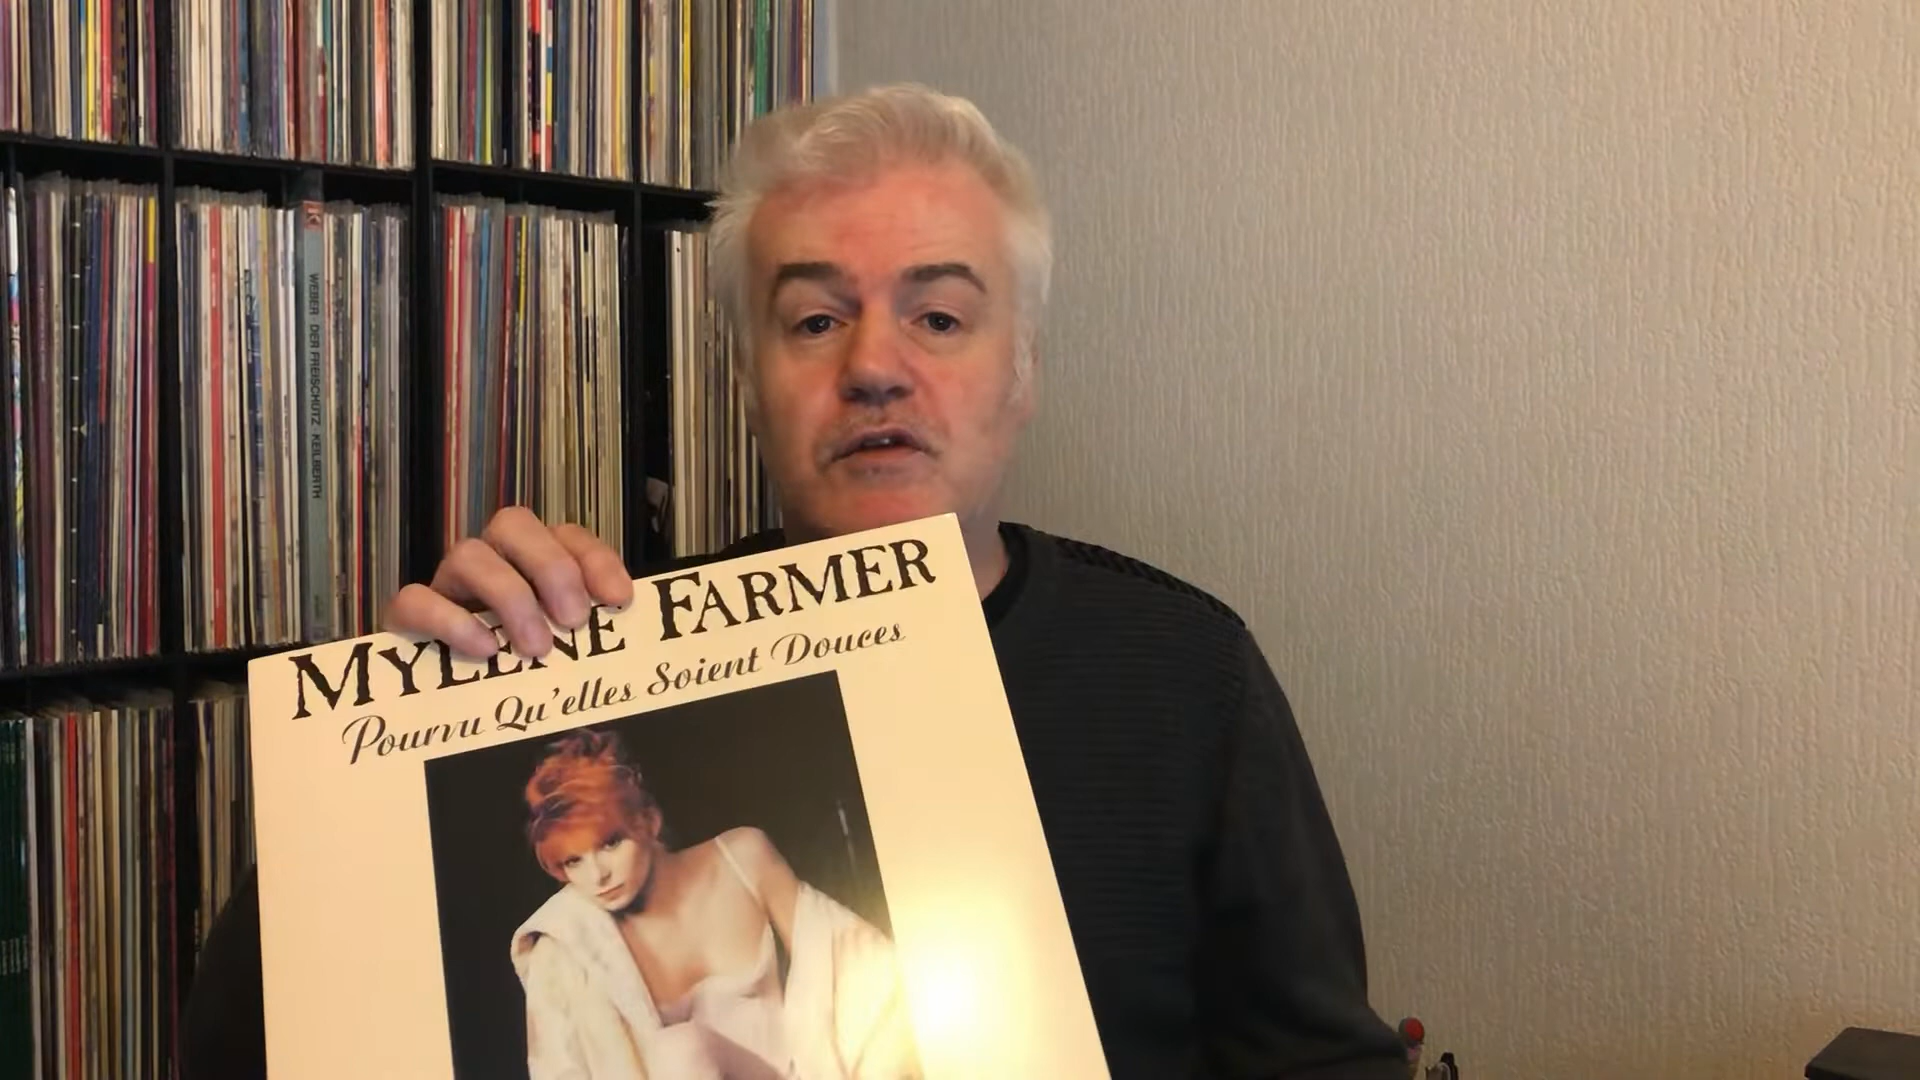 K
WEBER · DER FREISCHÜTZ · KEILBERTH
MYLENE FARMER
Pourvu Qu'elles Soient Douces